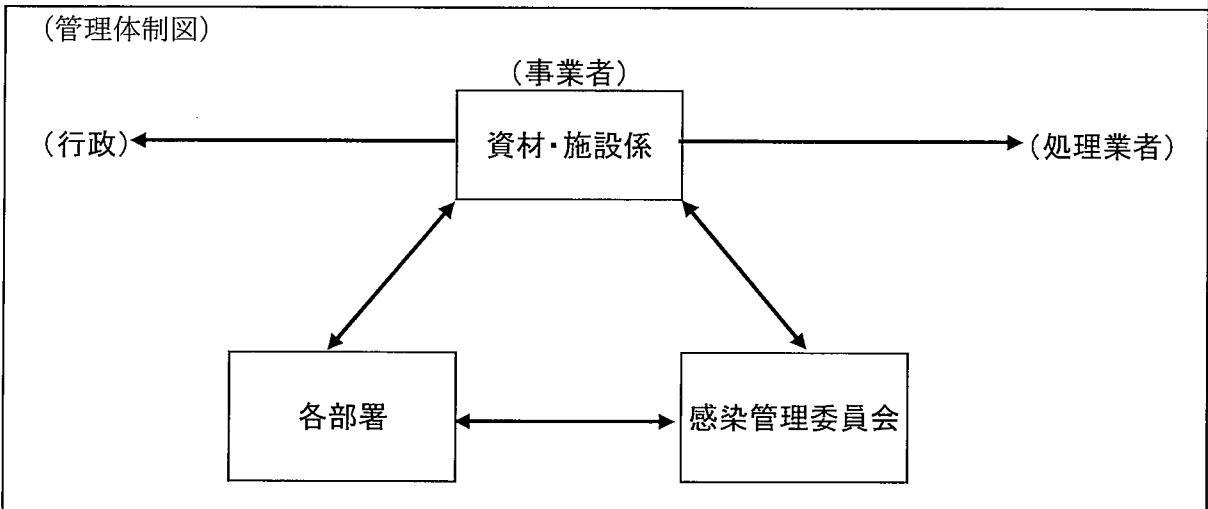 (管理体制図)
(事業者)
(行政)
資材・施設係
(処理業者)
各部署
感染管理委員会